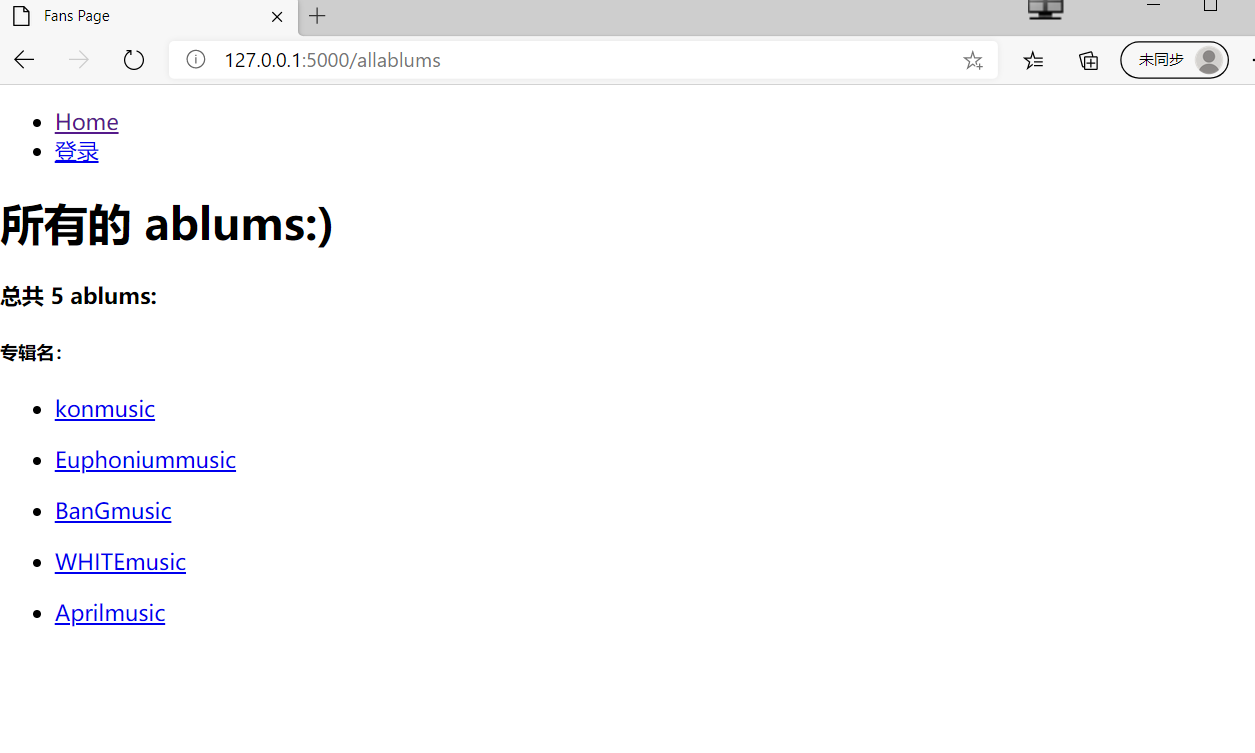 Fans Page
127.0.0.1:5000/allablums
未同步
Home
登录
所有的 ablums:)
总共 5 ablums:
专辑名：
konmusic
Euphoniummusic
BanGmusic
WHITEmusic
Aprilmusic